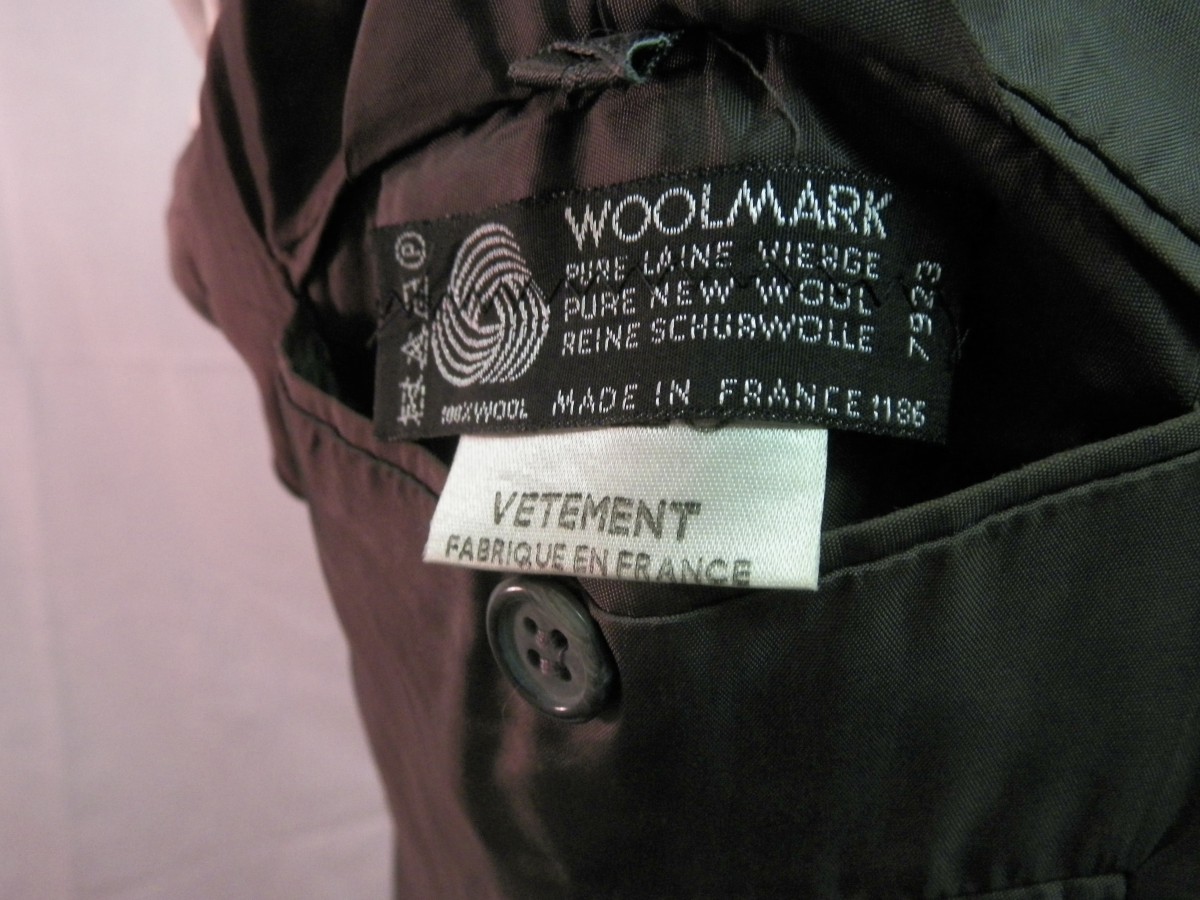 WOOLMARK
PURE LAINE VIERGE
PURE NEW WOOL
REINE SCHURWOLLE
100% WOOL MADE IN FRANCE 1186
7923
P
VETEMENT
FABRIQUE EN FRANCE